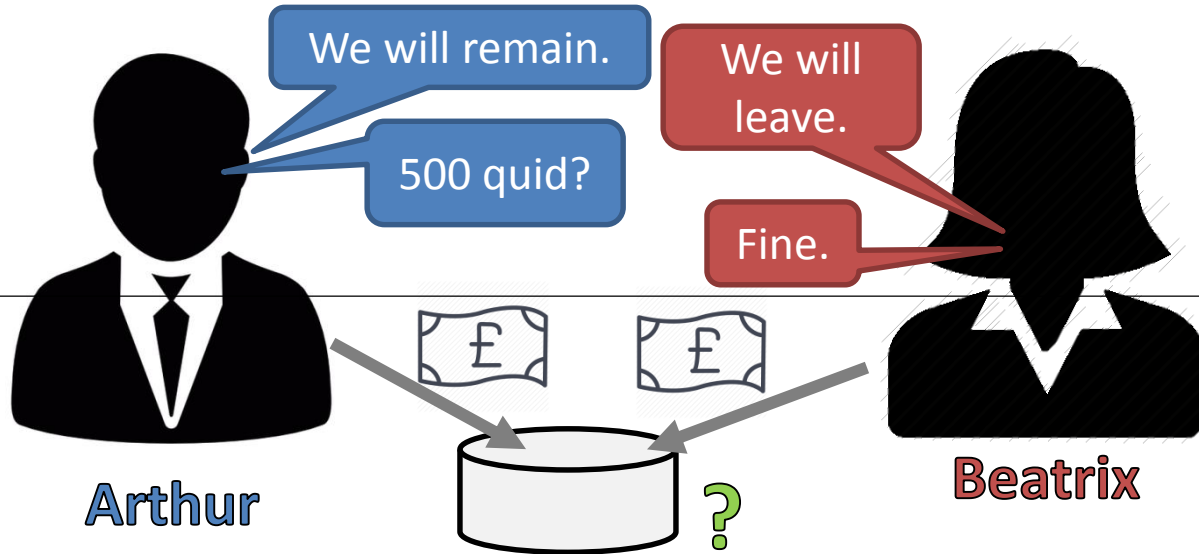 We will remain.
500 quid?
We will
leave.
Fine.
£
£
Arthur
Beatrix
?